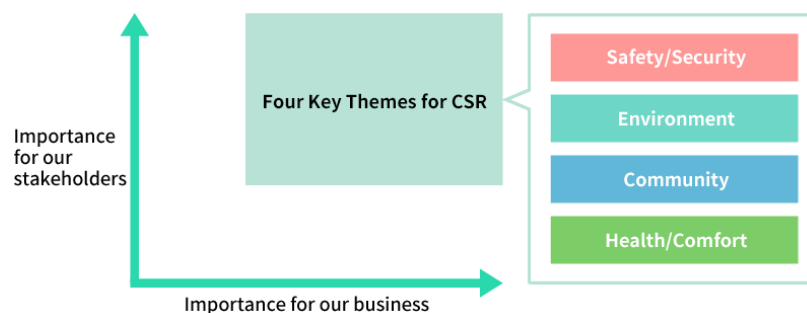 Four Key Themes for CSR
Safety/Security
Environment
Community
Health/Comfort
Importance
for our
stakeholders
Importance for our business